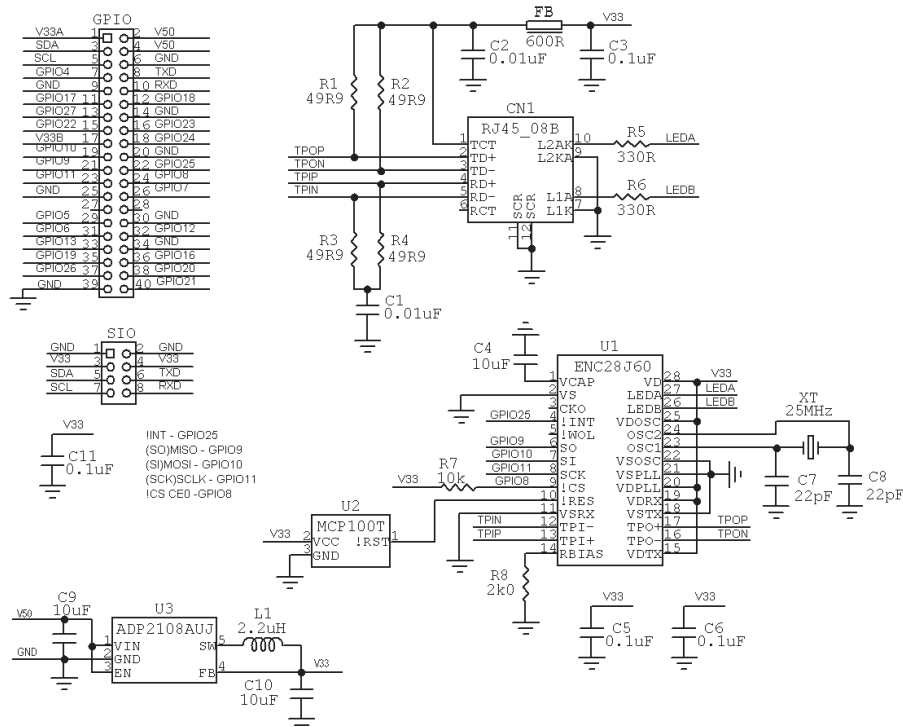 GPIO
V33A 1 2 V50
SDA 3 4 V50
SCL 5 6 GND
GPIO4 7 8 TXD
GND 9 10 RXD
GPIO17 11 12 GPIO18
GPIO27 13 14 GND
GPIO22 15 16 GPIO23
V33B 17 18 GPIO24
GPIO10 19 20 GND
GPIO9 21 22 GPIO25
GPIO11 23 24 GPIO8
GND 25 26 GPIO7
27 28
GPIO5 29 30 GND
GPIO6 31 32 GPIO12
GPIO13 33 34 GND
GPIO19 35 36 GPIO16
GPIO26 37 38 GPIO20
GND 39 40 GPIO21
FB
600R
V33
C2
0.01uF
C3
0.1uF
R1
49R9
R2
49R9
CN1
RJ45_08B
1 TCT
TPOP 2 TD+
TPON 3 TD-
TPIP 4 RD+
TPIN 5 RD-
6 RCT
L2AK 10
L2KA 9
L1A 8
L1K 7
SCR 11
SCR 12
R5
330R
LEDA
R6
330R
LEDB
R3
49R9
R4
49R9
C1
0.01uF
SIO
GND 1 2 GND
V33 3 4 V33
SDA 5 6 TXD
SCL 7 8 RXD
V33
C11
0.1uF
!INT - GPIO25
(SO)MISO - GPIO9
(SI)MOSI - GPIO10
(SCK)SCLK - GPIO11
!CS CE0 -GPIO8
C4
10uF
U1
ENC28J60
1 VCAP VD 28 V33
2 VS LEDA 27 LEDA
3 CKO LEDB 26 LEDB
GPIO25 4 !INT VDOSC 25
5 !WOL OSC2 24
GPIO9 6 SO OSC1 23
GPIO10 7 SI VSOSC 22
GPIO11 8 SCK VSPLL 21
GPIO8 9 !CS VDPLL 20
10 !RES VDRX 19
11 VSRX VSTX 18
TPIN 12 TPI- TPO+ 17 TPOP
TPIP 13 TPI+ TPO- 16 TPON
14 RBIAS VDTX 15
XT
25MHz
C7
22pF
C8
22pF
V33
R7
10k
U2
MCP100T
V33 2 VCC !RST 1
3 GND
R8
2k0
V33
C5
0.1uF
V33
C6
0.1uF
V50
C9
10uF
GND
U3
ADP2108AUJ
1 VIN SW 5
2 GND
3 EN FB 4
L1
2.2uH
V33
C10
10uF